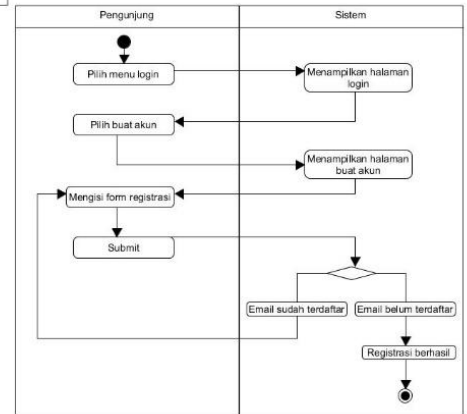 Pengunjung
Sistem
Pilih menu login
Menampilkan halaman
login
Pilih buat akun
Menampilkan halaman
buat akun
Mengisi form registrasi
Submit
Email sudah terdaftar
Email belum terdaftar
Registrasi berhasil